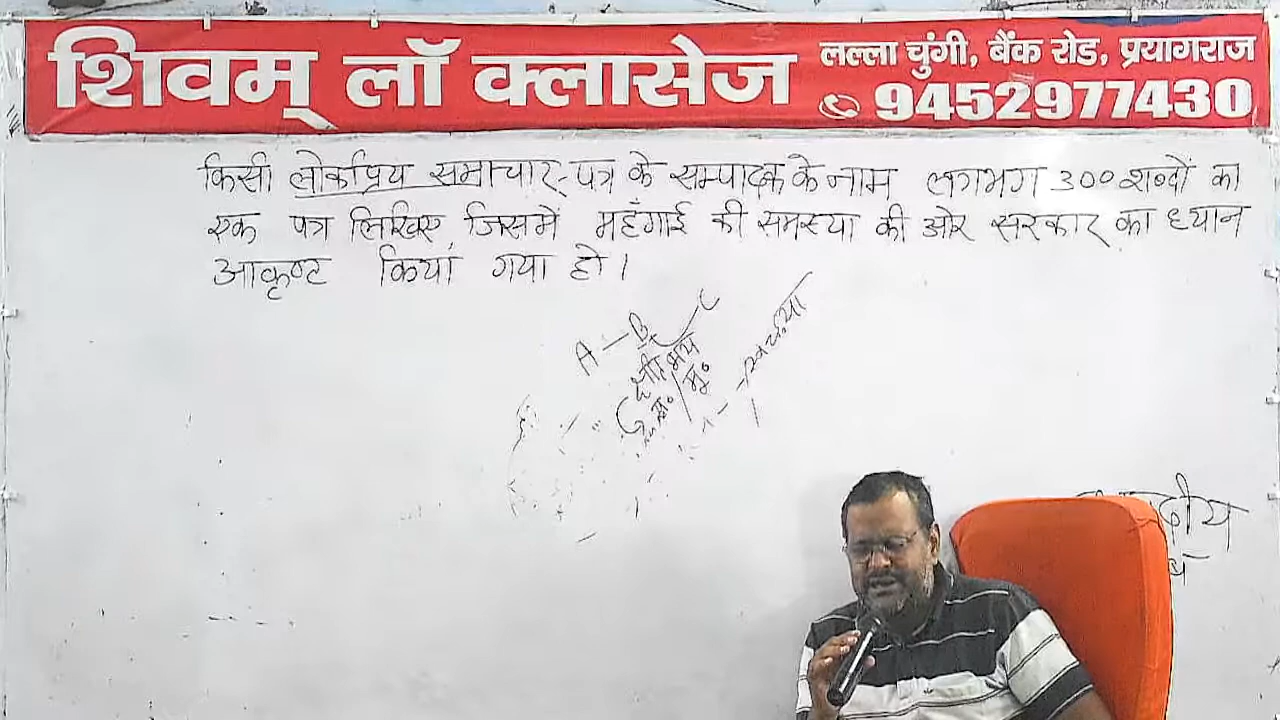 शिवम् लॉ क्लासेज
लल्ला चुंगी, बैंक रोड, प्रयागराज
9452977430
किसी लोकप्रिय समाचार-पत्र के सम्पादक के नाम लगभग 300 शब्दों का
एक पत्र लिखिए जिसमें महँगाई की समस्या की ओर सरकार का ध्यान
आकृष्ट किया गया हो।
A - B - C